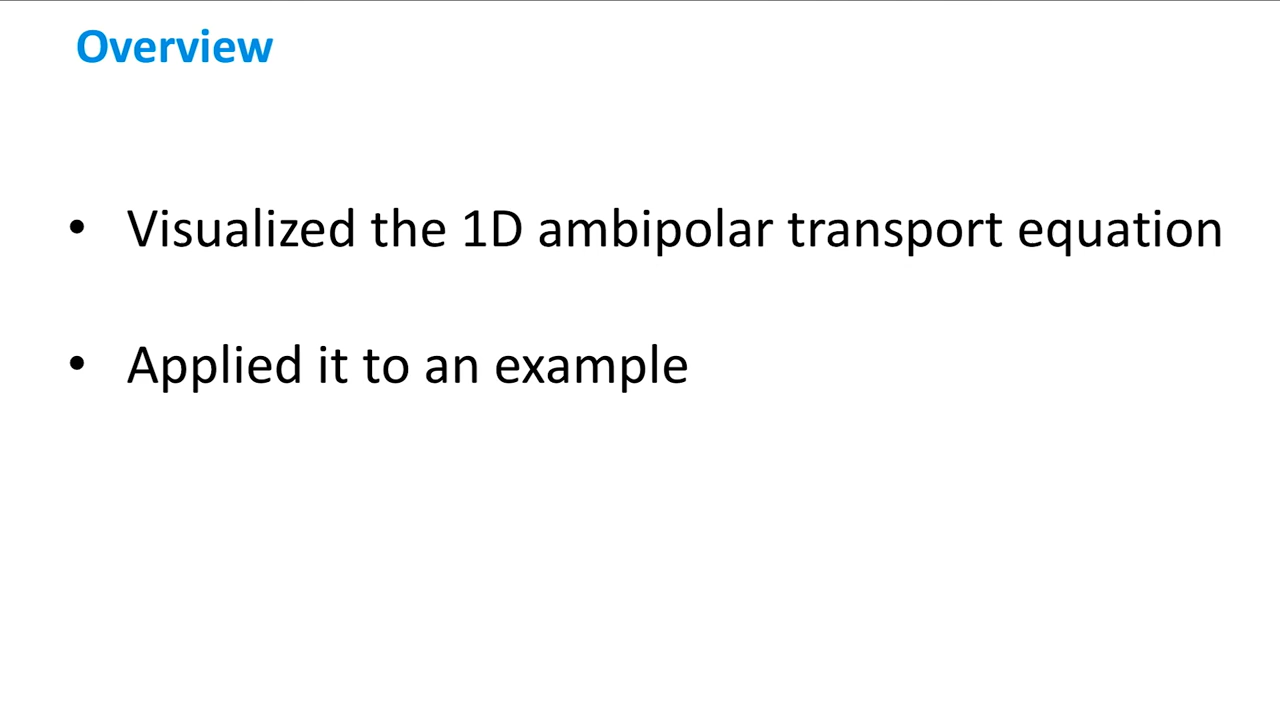 Overview
• Visualized the 1D ambipolar transport equation
• Applied it to an example